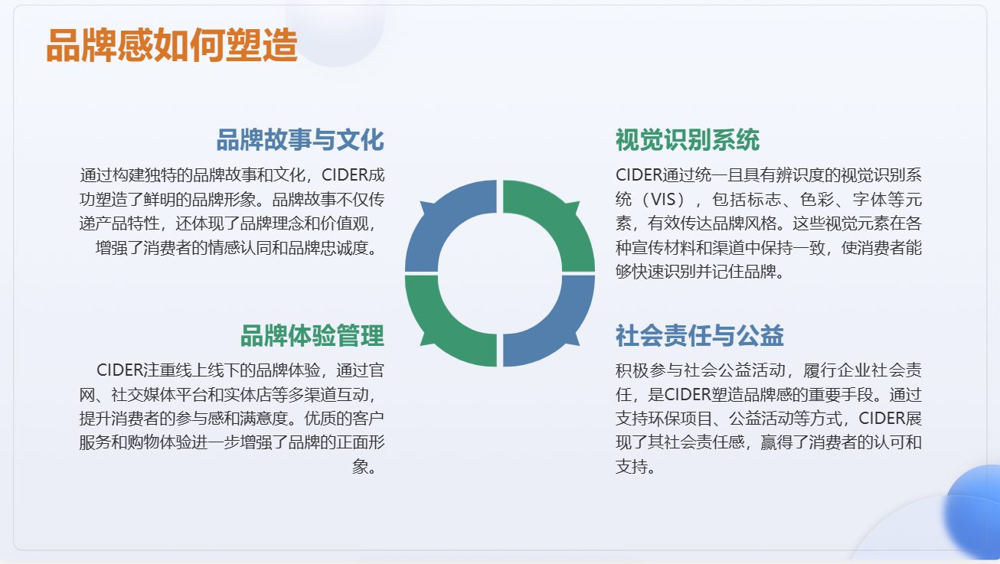 品牌感如何塑造
品牌故事与文化
通过构建独特的品牌故事和文化，CIDER成
功塑造了鲜明的品牌形象。品牌故事不仅传
递产品特性，还体现了品牌理念和价值观，
增强了消费者的情感认同和品牌忠诚度。
视觉识别系统
CIDER通过统一且具有辨识度的视觉识别系
统（VIS），包括标志、色彩、字体等元
素，有效传达品牌风格。这些视觉元素在各
种宣传材料和渠道中保持一致，使消费者能
够快速识别并记住品牌。
品牌体验管理
CIDER注重线上线下的品牌体验，通过官
网、社交媒体平台和实体店等多渠道互动，
提升消费者的参与感和满意度。优质的客户
服务和购物体验进一步增强了品牌的正面形
象。
社会责任与公益
积极参与社会公益活动，履行企业社会责
任，是CIDER塑造品牌感的重要手段。通过
支持环保项目、公益活动等方式，CIDER展
现了其社会责任感，赢得了消费者的认可和
支持。